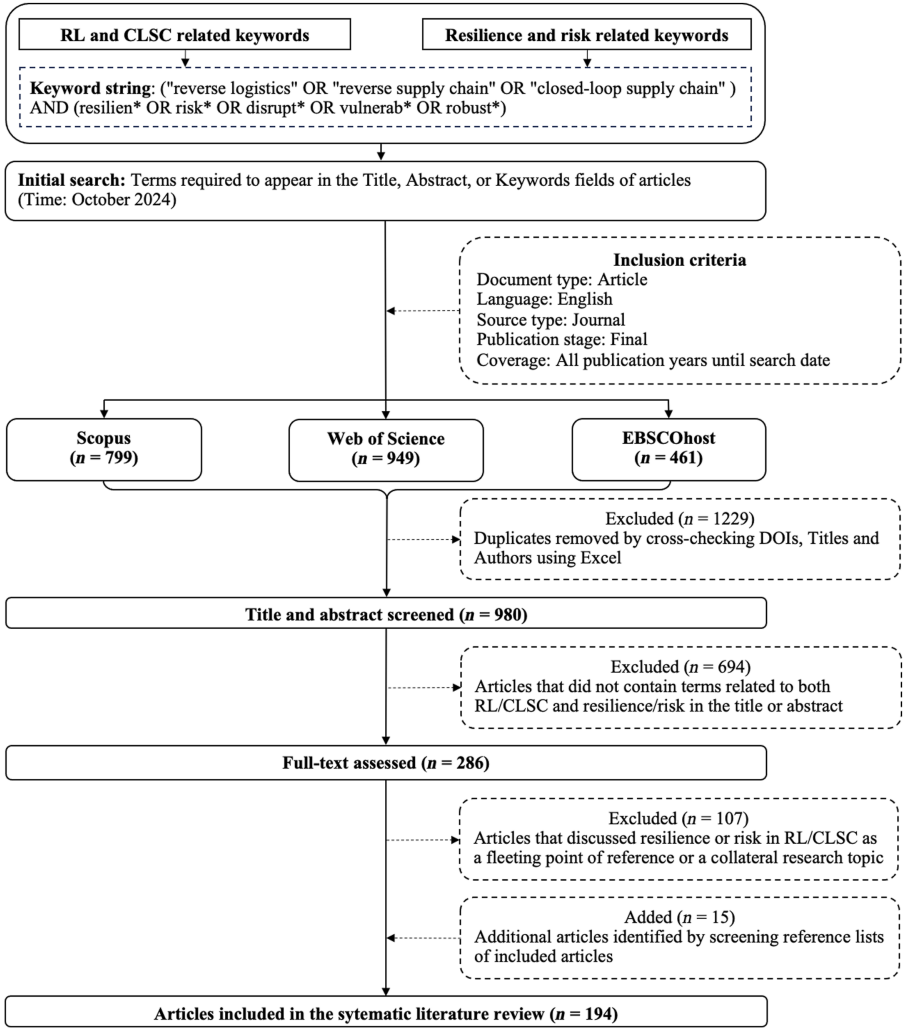 RL and CLSC related keywords
Resilience and risk related keywords
Keyword string: ("reverse logistics" OR "reverse supply chain" OR "closed-loop supply chain" )
AND (resilien* OR risk* OR disrupt* OR vulnerab* OR robust*)
Initial search: Terms required to appear in the Title, Abstract, or Keywords fields of articles
(Time: October 2024)
Inclusion criteria
Document type: Article
Language: English
Source type: Journal
Publication stage: Final
Coverage: All publication years until search date
Scopus
(n = 799)
Web of Science
(n = 949)
EBSCOhost
(n = 461)
Excluded (n = 1229)
Duplicates removed by cross-checking DOIs, Titles and
Authors using Excel
Title and abstract screened (n = 980)
Excluded (n = 694)
Articles that did not contain terms related to both
RL/CLSC and resilience/risk in the title or abstract
Full-text assessed (n = 286)
Excluded (n = 107)
Articles that discussed resilience or risk in RL/CLSC as
a fleeting point of reference or a collateral research topic
Added (n = 15)
Additional articles identified by screening reference lists
of included articles
Articles included in the sytematic literature review (n = 194)